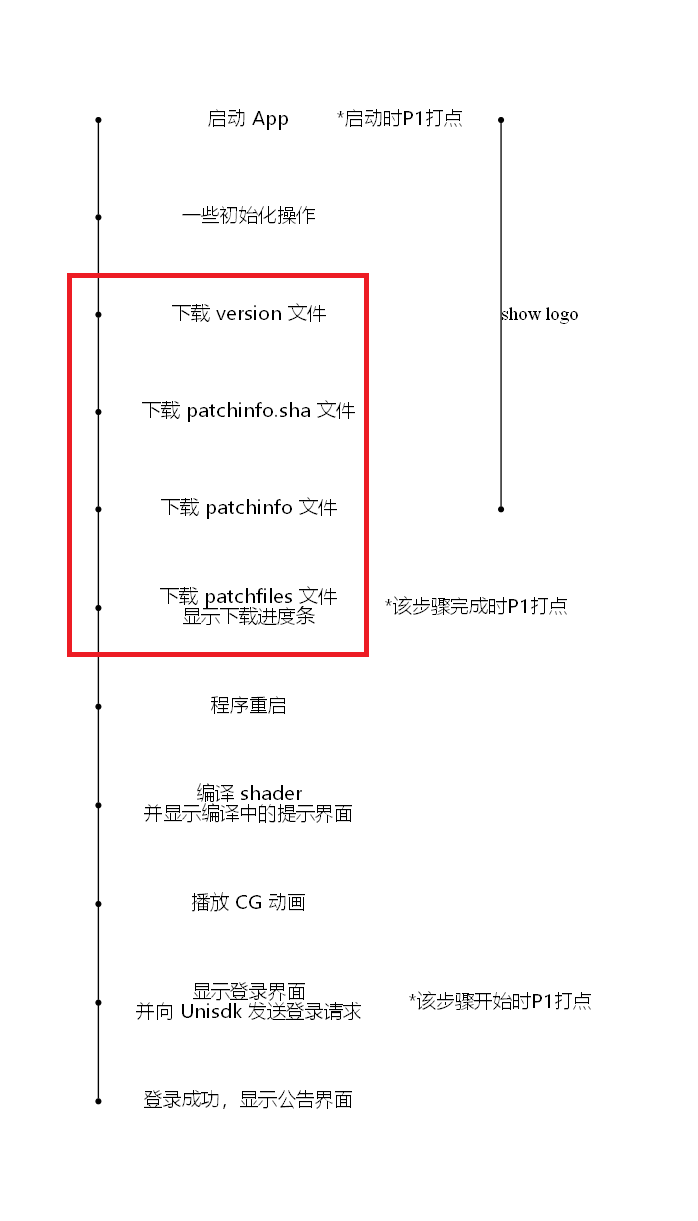 启动 App
*启动时P1打点
一些初始化操作
下载 version 文件
show logo
下载 patchinfo.sha 文件
下载 patchinfo 文件
下载 patchfiles 文件
显示下载进度条
*该步骤完成时P1打点
程序重启
编译 shader
并显示编译中的提示界面
播放 CG 动画
显示登录界面
并向 Unisdk 发送登录请求
*该步骤开始时P1打点
登录成功，显示公告界面